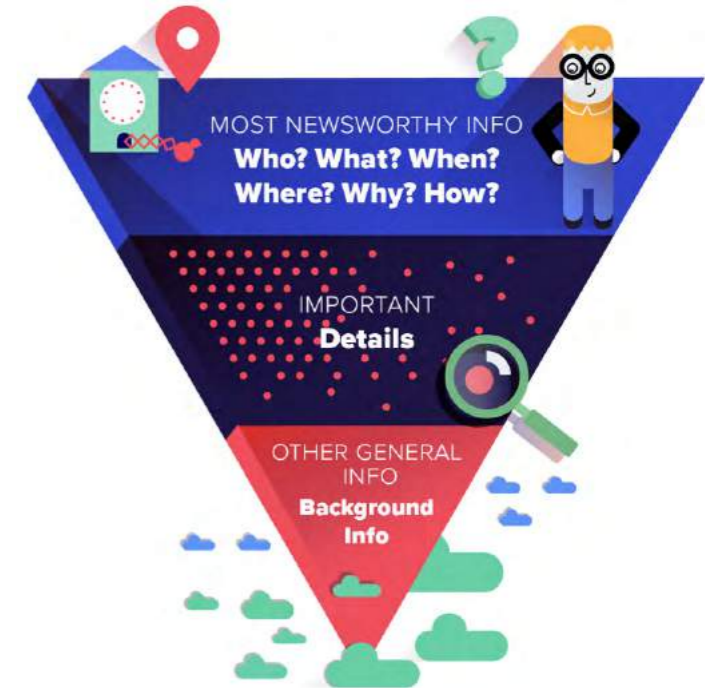 MOST NEWSWORTHY INFO
Who? What? When?
Where? Why? How?
IMPORTANT
Details
OTHER GENERAL
INFO
Background
Info